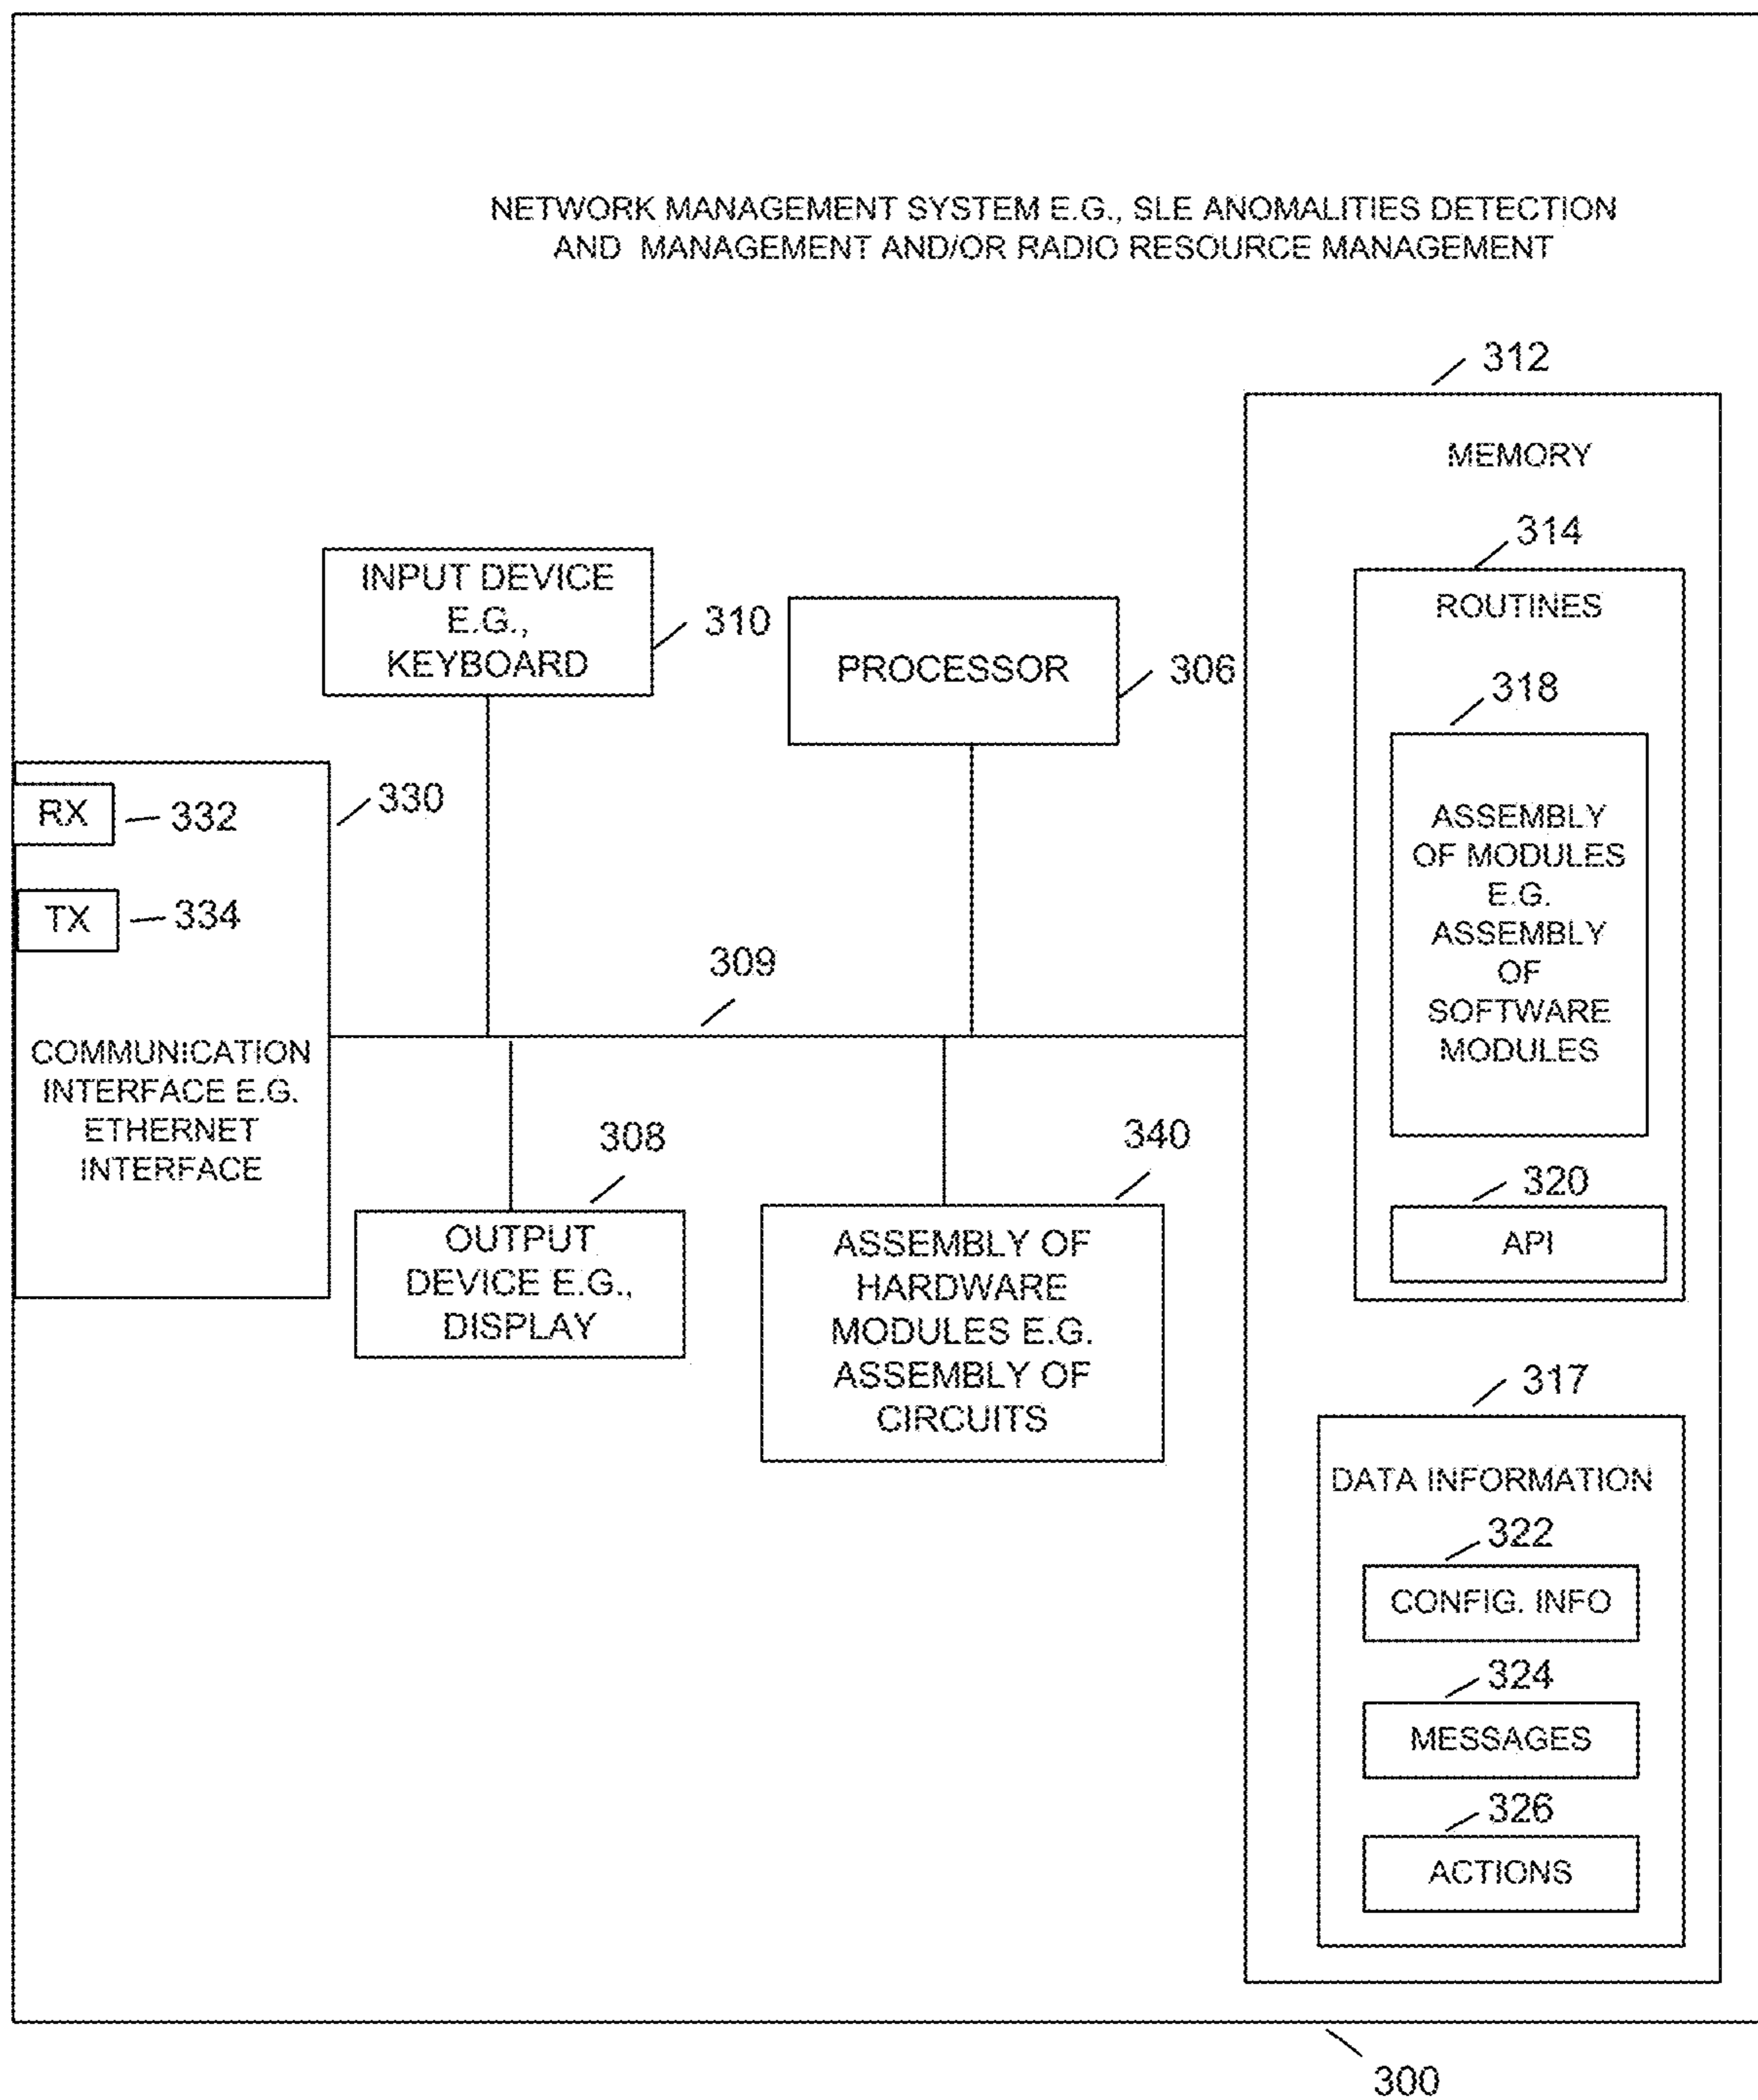 NETWORK MANAGEMENT SYSTEM E.G., SLE ANOMALITIES DETECTION
AND MANAGEMENT AND/OR RADIO RESOURCE MANAGEMENT
312
MEMORY
314
ROUTINES
318
ASSEMBLY
OF MODULES
E.G.
ASSEMBLY
OF
SOFTWARE
MODULES
320
API
317
DATA INFORMATION
322
CONFIG. INFO
324
MESSAGES
326
ACTIONS
INPUT DEVICE
E.G.,
KEYBOARD
310
PROCESSOR
306
RX
332
330
TX
334
COMMUNICATION
INTERFACE E.G.
ETHERNET
INTERFACE
309
308
OUTPUT
DEVICE E.G.,
DISPLAY
340
ASSEMBLY OF
HARDWARE
MODULES E.G.
ASSEMBLY OF
CIRCUITS
300